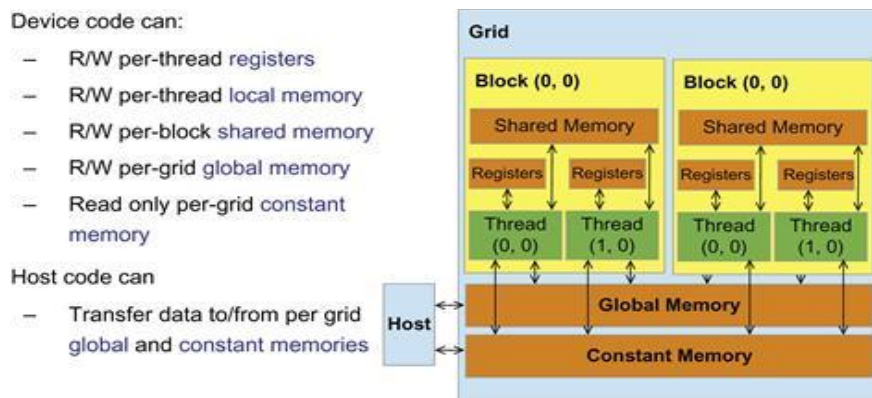 Device code can:
– R/W per-thread registers
– R/W per-thread local memory
– R/W per-block shared memory
– R/W per-grid global memory
– Read only per-grid constant
memory
Host code can
– Transfer data to/from per grid
global and constant memories
Grid
Block (0, 0)
Shared Memory
Registers
Registers
Thread
(0, 0)
Thread
(1, 0)
Block (0, 0)
Shared Memory
Registers
Registers
Thread
(0, 0)
Thread
(1, 0)
Host
Global Memory
Constant Memory